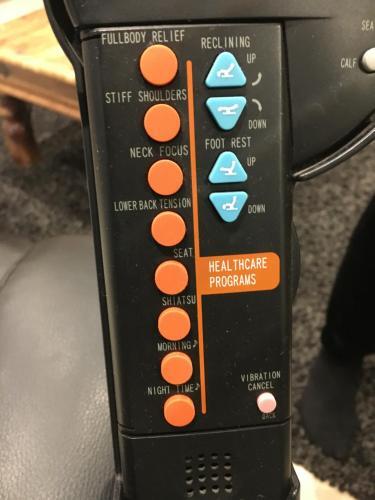 FULLBODY RELIEF
STIFF SHOULDERS
NECK FOCUS
LOWER BACK TENSION
SEAT
SHIATSU
MORNING♪
NIGHT TIME♪
RECLINING
UP
DOWN
FOOT REST
UP
DOWN
HEALTHCARE
PROGRAMS
VIBRATION
CANCEL
CALF